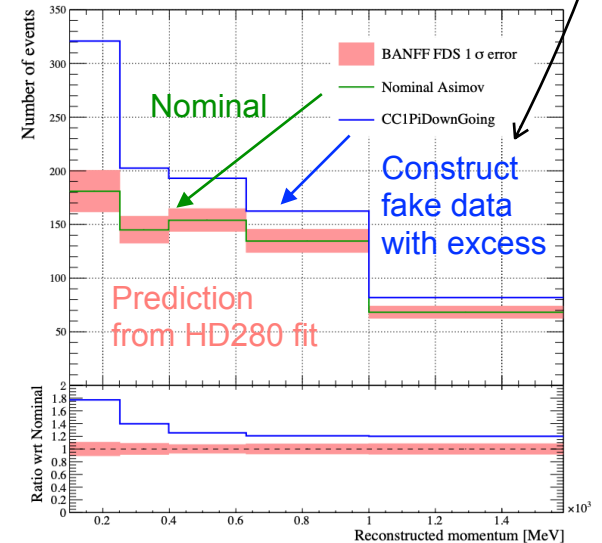 Number of events
350
300
250
200
150
100
50
BANFF FDS 1 σ error
Nominal Asimov
CC1PiDownGoing
Nominal
Construct
fake data
with excess
Prediction
from HD280 fit
Ratio wrt Nominal
2
1.8
1.6
1.4
1.2
1
0.8
0.6
0.4
0.2
0
0.2
0.4
0.6
0.8
1
1.2
1.4
×10³
Reconstructed momentum [MeV]